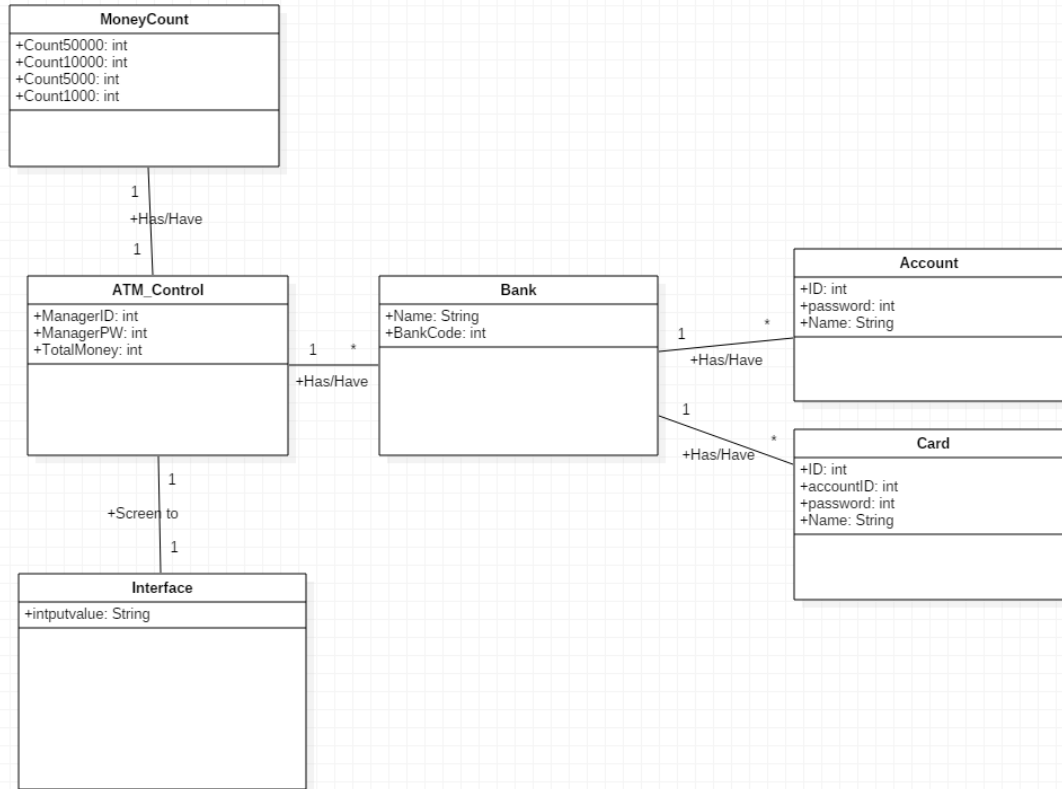 MoneyCount
+Count50000: int
+Count10000: int
+Count5000: int
+Count1000: int
1
+Has/Have
1
ATM_Control
+ManagerID: int
+ManagerPW: int
+TotalMoney: int
1
*
+Has/Have
Bank
+Name: String
+BankCode: int
1
*
+Has/Have
Account
+ID: int
+password: int
+Name: String
1
*
+Has/Have
Card
+ID: int
+accountID: int
+password: int
+Name: String
1
+Screen to
1
Interface
+intputvalue: String